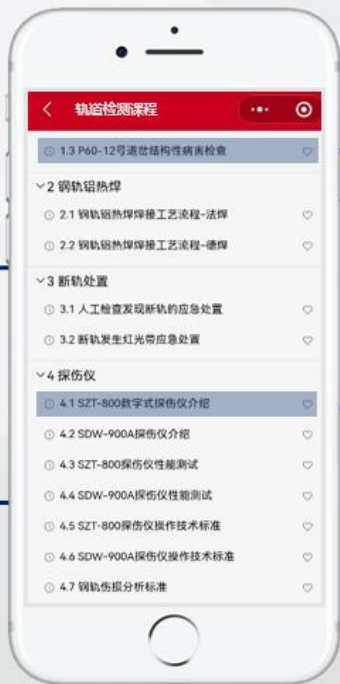 轨道检测课程
1.3 P60-12号道岔结构性病害检查
2 钢轨铝热焊
2.1 钢轨铝热焊焊接工艺流程-法焊
2.2 钢轨铝热焊焊接工艺流程-德焊
3 断轨处置
3.1 人工检查发现断轨的应急处置
3.2 断轨发生红光带应急处置
4 探伤仪
4.1 SZT-800数字式探伤仪介绍
4.2 SDW-900A探伤仪介绍
4.3 SZT-800探伤仪性能测试
4.4 SDW-900A探伤仪性能测试
4.5 SZT-800探伤仪操作技术标准
4.6 SDW-900A探伤仪操作技术标准
4.7 钢轨伤损分析标准